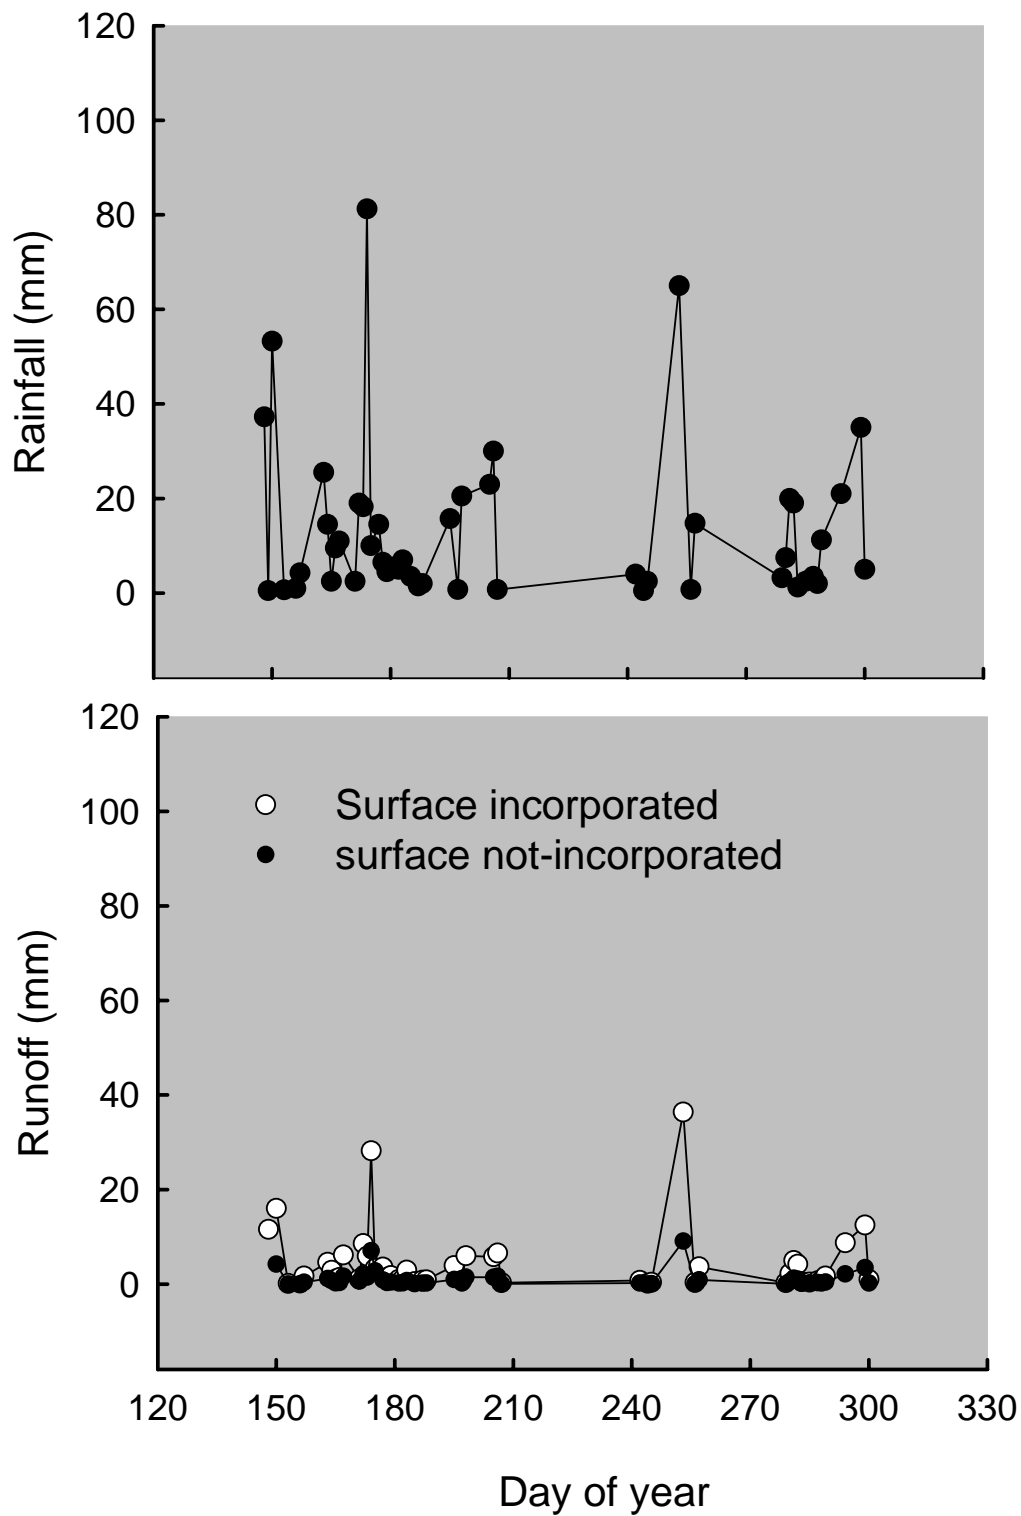 120
100
80
60
40
20
0
Rainfall (mm)
120
100
80
60
40
20
0
Runoff (mm)
Surface incorporated
surface not-incorporated
120 150 180 210 240 270 300 330
Day of year